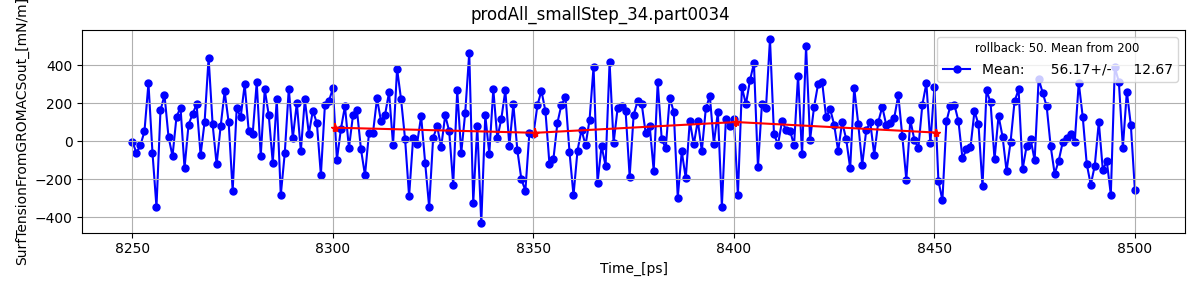 prodAll_smallStep_34.part0034
SurfTensionFromGROMACSout_[mN/m]
400
200
0
−200
−400
rollback: 50. Mean from 200
Mean: 56.17+/- 12.67
8250 8300 8350 8400 8450 8500
Time_[ps]